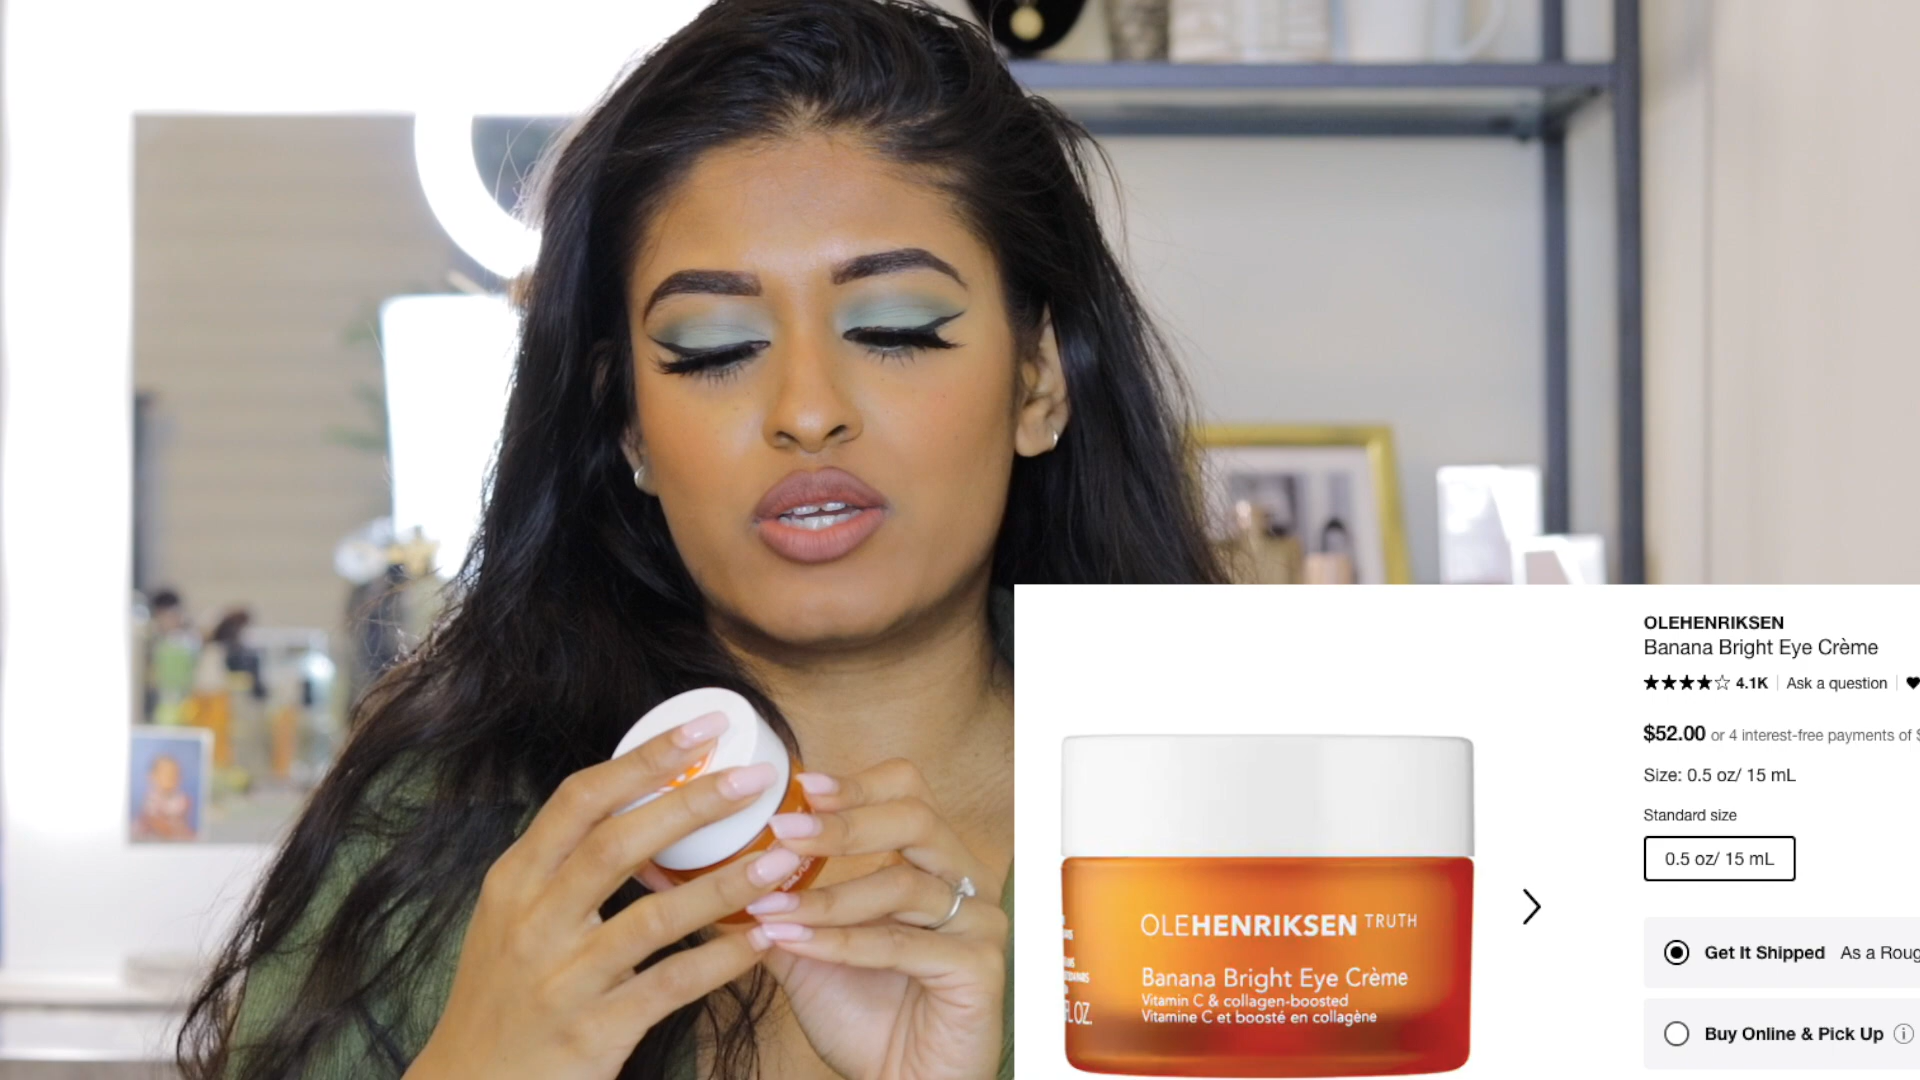 OLEHENRIKSEN
Banana Bright Eye Crème
4.1K Ask a question
$52.00 or 4 interest-free payments of $
Size: 0.5 oz/ 15 mL
Standard size
0.5 oz/ 15 mL
Get It Shipped As a Roug
Buy Online & Pick Up
OLEHENRIKSEN TRUTH
Banana Bright Eye Crème
Vitamin C & collagen-boosted
Vitamine C et boosté en collagène
FL OZ.